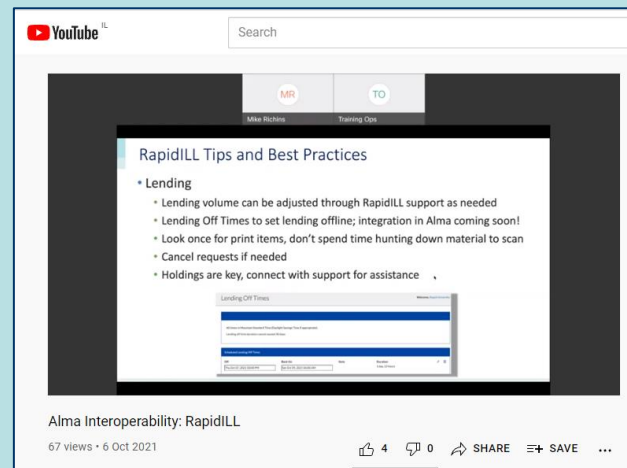 YouTube IL
Search
MR
TO
Mike Richins
Training Ops
RapidILL Tips and Best Practices
• Lending
• Lending volume can be adjusted through RapidILL support as needed
• Lending Off Times to set lending offline; integration in Alma coming soon!
• Look once for print items, don't spend time hunting down material to scan
• Cancel requests if needed
• Holdings are key, connect with support for assistance
Lending Off Times
Alma Interoperability: RapidILL
67 views • 6 Oct 2021
4
0
SHARE
SAVE
...